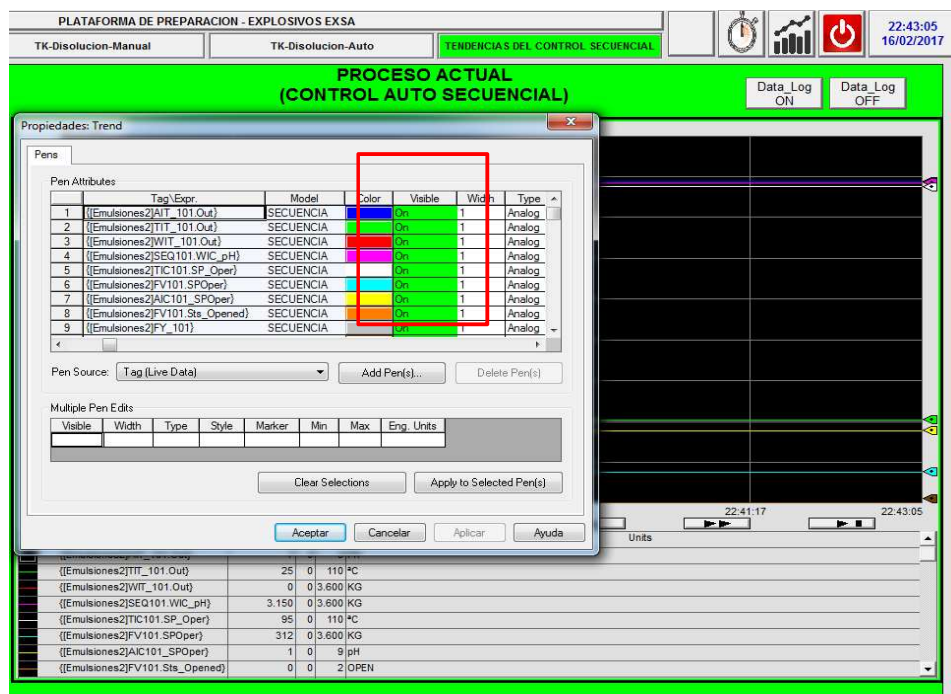 PLATAFORMA DE PREPARACION - EXPLOSIVOS EXSA
22:43:05
16/02/2017
TK-Disolucion-Manual
TK-Disolucion-Auto
TENDENCIAS DEL CONTROL SECUENCIAL
PROCESO ACTUAL
(CONTROL AUTO SECUENCIAL)
Data_Log
ON
Data_Log
OFF
Propiedades: Trend
Pens
Pen Attributes
Tag\Expr. Model Color Visible Width Type
1 {[Emulsiones2]AIT_101.Out} SECUENCIA On 1 Analog
2 {[Emulsiones2]TIT_101.Out} SECUENCIA On 1 Analog
3 {[Emulsiones2]WIT_101.Out} SECUENCIA On 1 Analog
4 {[Emulsiones2]SEQ101.WIC_pH} SECUENCIA On 1 Analog
5 {[Emulsiones2]TIC101.SP_Oper} SECUENCIA On 1 Analog
6 {[Emulsiones2]FV101.SPOper} SECUENCIA On 1 Analog
7 {[Emulsiones2]AIC101_SPOper} SECUENCIA On 1 Analog
8 {[Emulsiones2]FV101.Sts_Opened} SECUENCIA On 1 Analog
9 {[Emulsiones2]FY_101} SECUENCIA On 1 Analog
Pen Source: Tag (Live Data) Add Pen(s)... Delete Pen(s)
Multiple Pen Edits
Visible Width Type Style Marker Min Max Eng. Units
Clear Selections Apply to Selected Pen(s)
Aceptar Cancelar Aplicar Ayuda
22:41:17 22:43:05
Units
{[Emulsiones2]TIT_101.Out} 25 0 110 ªC
{[Emulsiones2]WIT_101.Out} 0 0 3.600 KG
{[Emulsiones2]SEQ101.WIC_pH} 3.150 0 3.600 KG
{[Emulsiones2]TIC101.SP_Oper} 95 0 110 ªC
{[Emulsiones2]FV101.SPOper} 312 0 3.600 KG
{[Emulsiones2]AIC101_SPOper} 1 0 9 pH
{[Emulsiones2]FV101.Sts_Opened} 0 0 2 OPEN